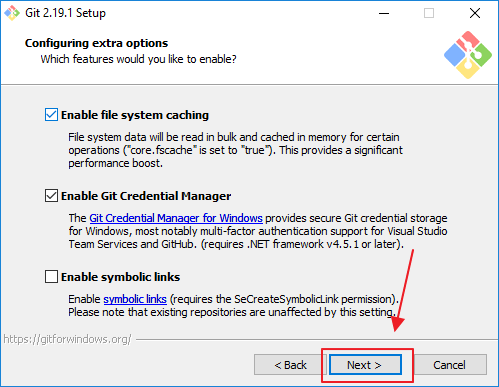 Git 2.19.1 Setup
Configuring extra options
Which features would you like to enable?
Enable file system caching
File system data will be read in bulk and cached in memory for certain
operations ("core.fscache" is set to "true"). This provides a significant
performance boost.
Enable Git Credential Manager
The Git Credential Manager for Windows provides secure Git credential storage
for Windows, most notably multi-factor authentication support for Visual Studio
Team Services and GitHub. (requires .NET framework v4.5.1 or later).
Enable symbolic links
Enable symbolic links (requires the SeCreateSymbolicLink permission).
Please note that existing repositories are unaffected by this setting.
https://gitforwindows.org/
< Back
Next >
Cancel